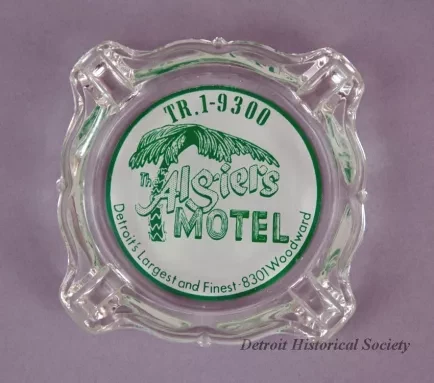 TR.1-9300
The Algiers
MOTEL
Detroit's Largest and Finest-8301 Woodward
Detroit Historical Society